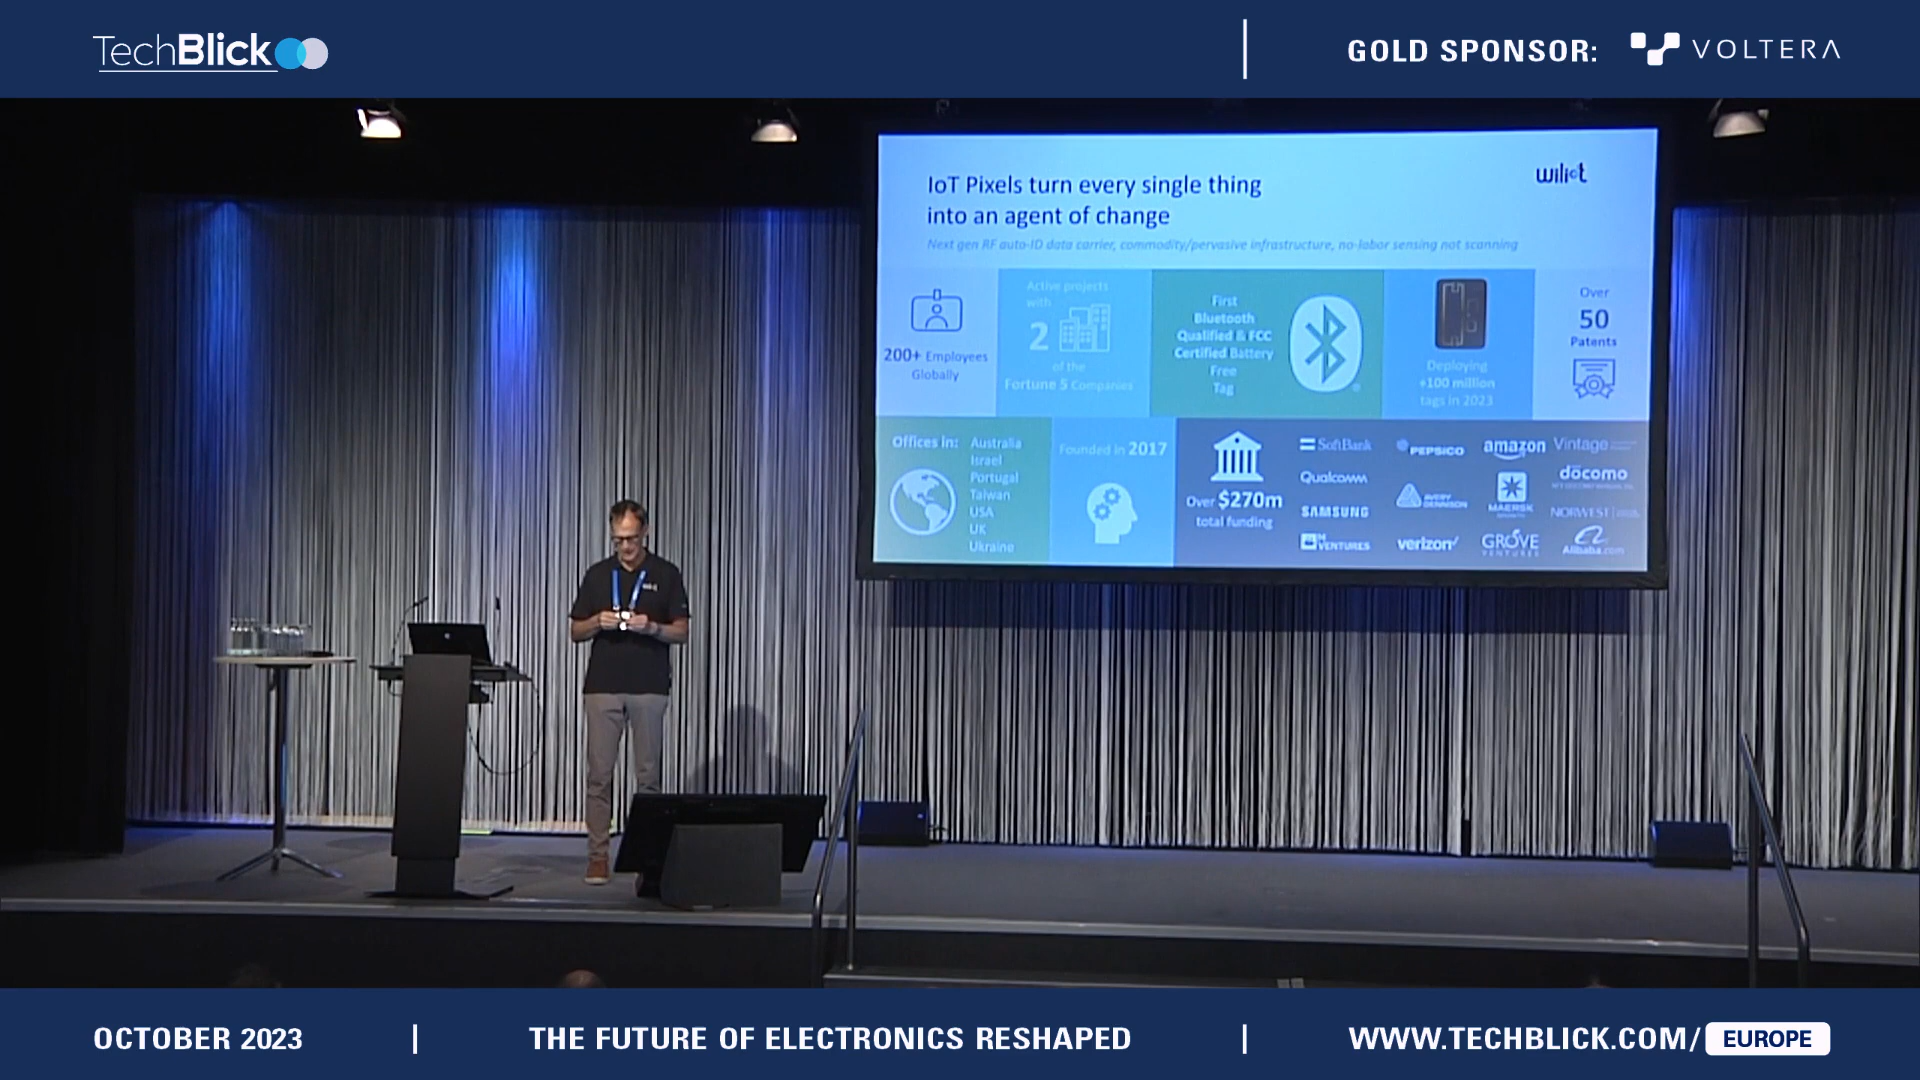 TechBlick
GOLD SPONSOR:
VOLTERA
IoT Pixels turn every single thing
into an agent of change
wiliot
Next gen RF auto-ID data carrier, commodity/pervasive infrastructure, no-labor sensing not scanning
200+ Employees
Globally
Active projects
with
2
of the
Fortune 5 Companies
First
Bluetooth
Qualified & FCC
Certified Battery
Free
Tag
Deploying
+100 million
tags in 2023
Over
50
Patents
Offices in:
Australia
Israel
Portugal
Taiwan
USA
UK
Ukraine
Founded in 2017
Over $270m
total funding
SoftBank
PEPSICO
amazon
Vintage
Qualcomm
AVERY
DENNISON
MAERSK
GROWTH
döcomo
SAMSUNG
NORWEST
VENTURES
verizon
GROVE
VENTURES
Alibaba.com
OCTOBER 2023
THE FUTURE OF ELECTRONICS RESHAPED
WWW.TECHBLICK.COM/ EUROPE